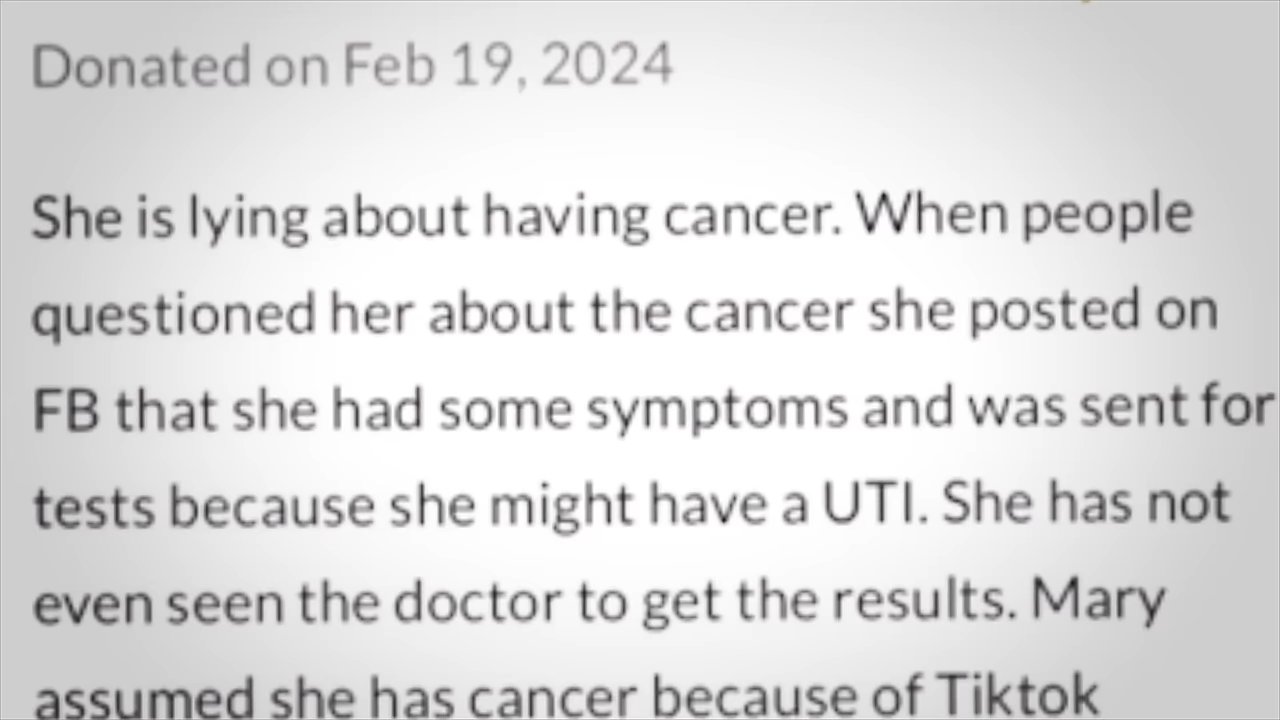 Donated on Feb 19, 2024
She is lying about having cancer. When people
questioned her about the cancer she posted on
FB that she had some symptoms and was sent for
tests because she might have a UTI. She has not
even seen the doctor to get the results. Mary
assumed she has cancer because of Tiktok